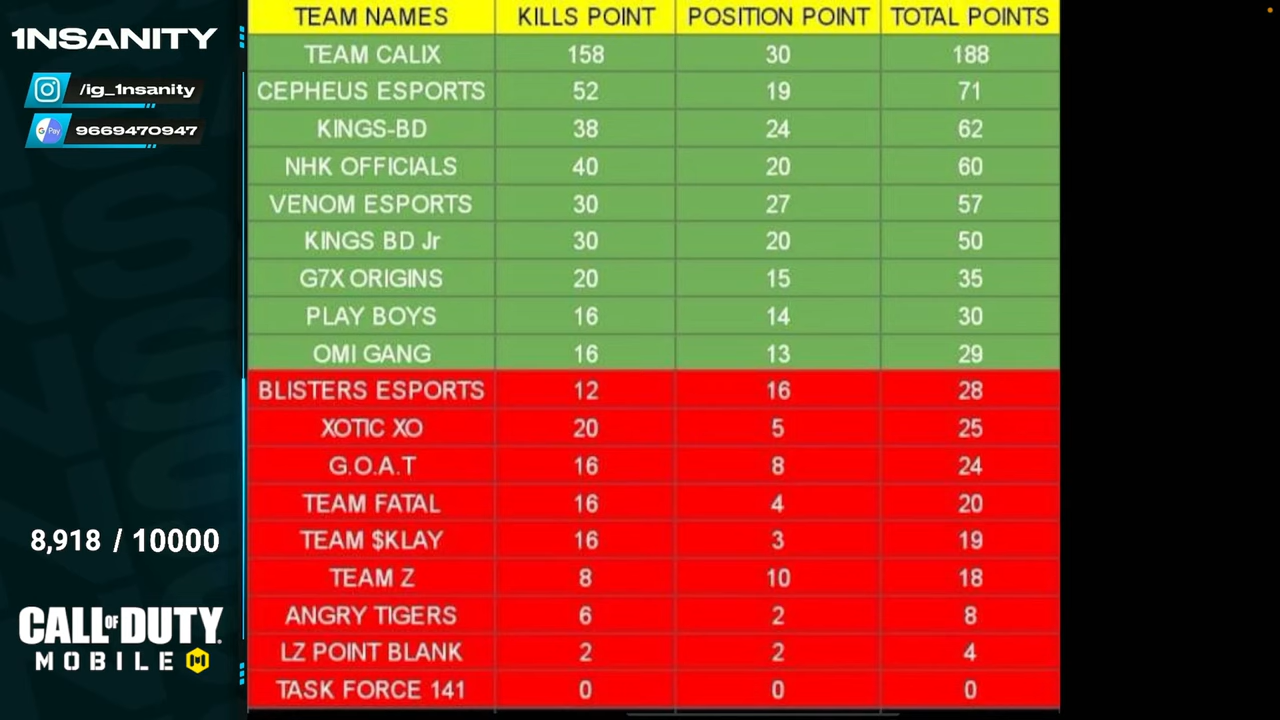 1NSANITY
/ig_1nsanity
G Pay 9669470947
8,918 / 10000
CALL OF DUTY
MOBILE
TEAM NAMES KILLS POINT POSITION POINT TOTAL POINTS
TEAM CALIX 158 30 188
CEPHEUS ESPORTS 52 19 71
KINGS-BD 38 24 62
NHK OFFICIALS 40 20 60
VENOM ESPORTS 30 27 57
KINGS BD Jr 30 20 50
G7X ORIGINS 20 15 35
PLAY BOYS 16 14 30
OMI GANG 16 13 29
BLISTERS ESPORTS 12 16 28
XOTIC XO 20 5 25
G.O.A.T 16 8 24
TEAM FATAL 16 4 20
TEAM $KLAY 16 3 19
TEAM Z 8 10 18
ANGRY TIGERS 6 2 8
LZ POINT BLANK 2 2 4
TASK FORCE 141 0 0 0